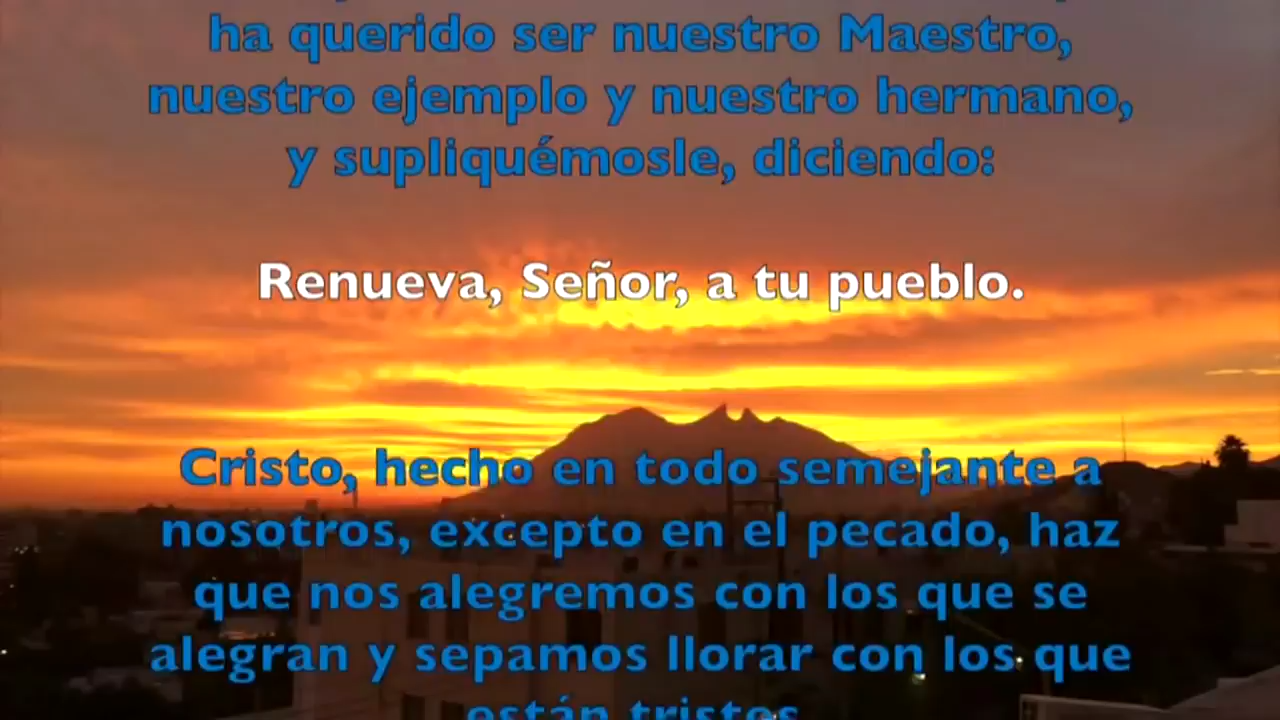 ha querido ser nuestro Maestro,
nuestro ejemplo y nuestro hermano,
y supliquémosle, diciendo:
Renueva, Señor, a tu pueblo.
Cristo, hecho en todo semejante a
nosotros, excepto en el pecado, haz
que nos alegremos con los que se
alegran y sepamos llorar con los que
están tristes.